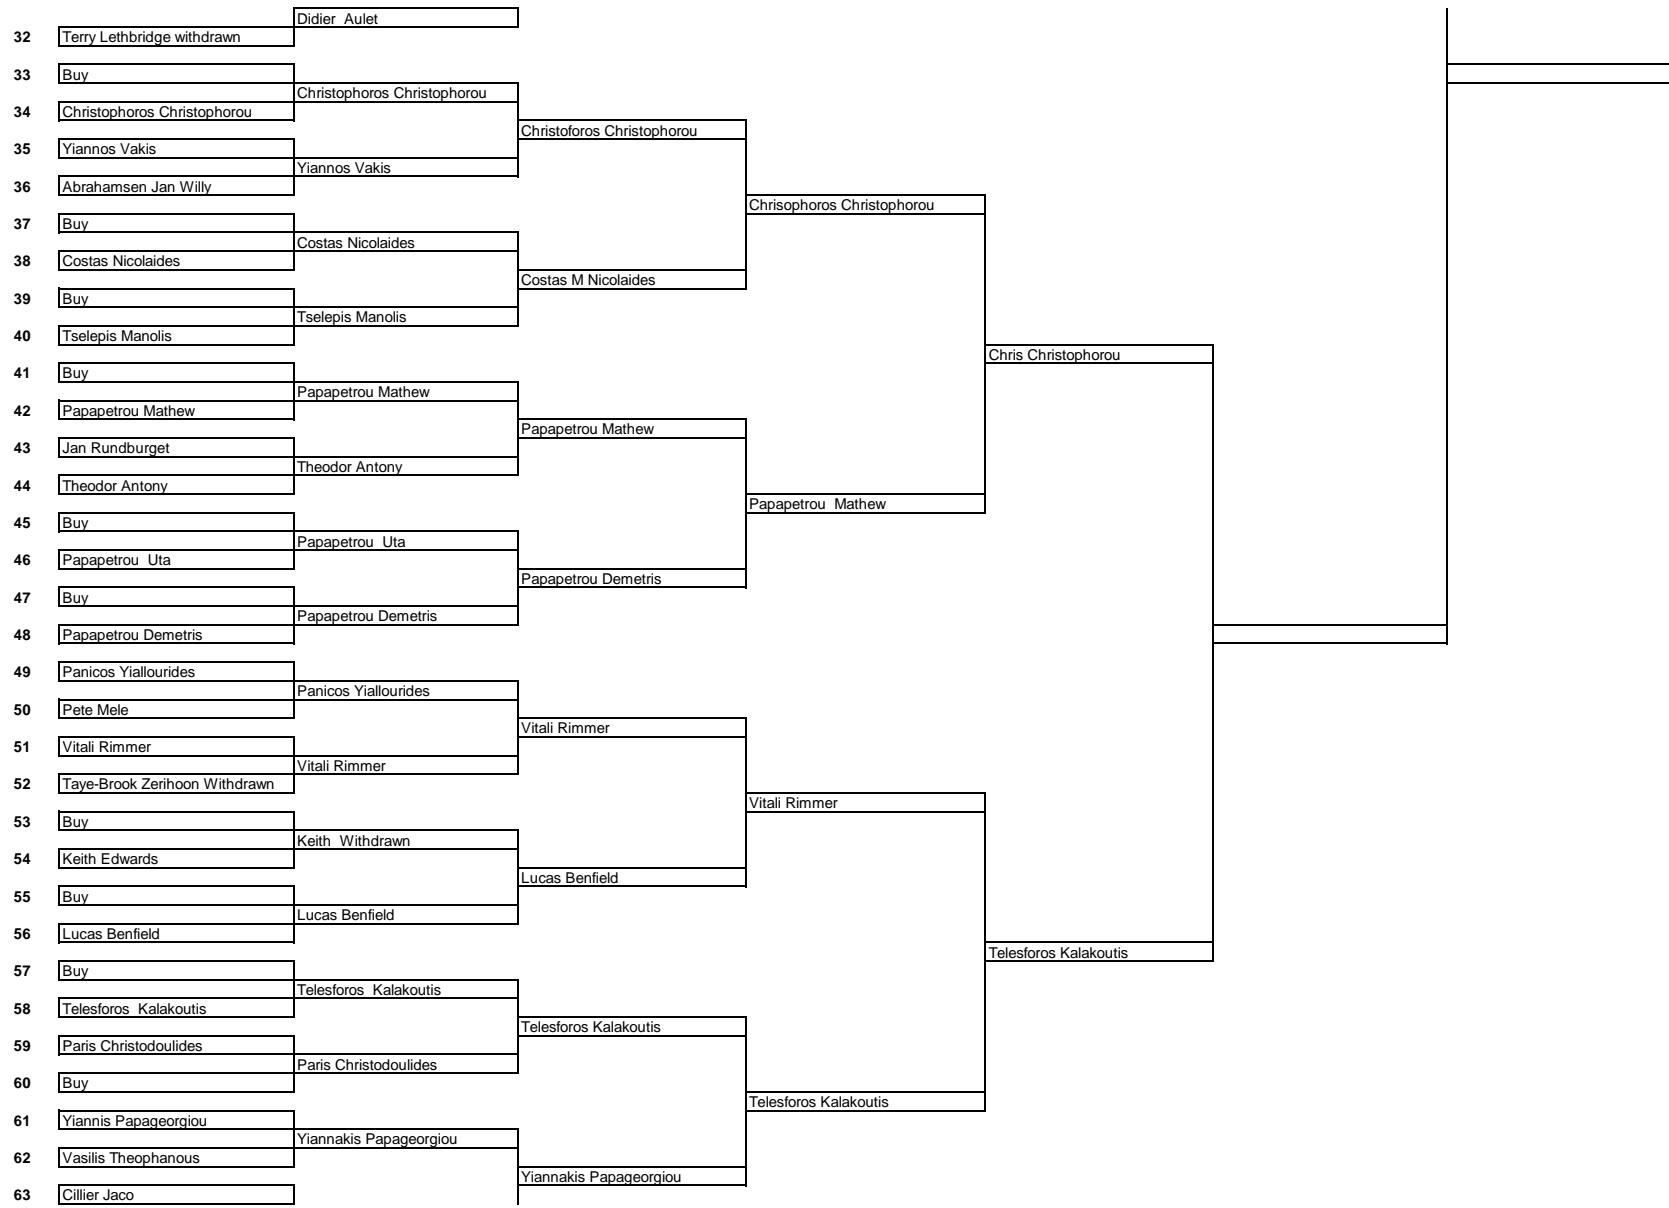 Didier  Aulet
32 Terry Lethbridge withdrawn
33 Buy
Christophoros Christophorou
34 Christophoros Christophorou
Christoforos Christophorou
35 Yiannos Vakis
Yiannos Vakis
36 Abrahamsen Jan Willy
Chrisophoros Christophorou
37 Buy
Costas Nicolaides
38 Costas Nicolaides
Costas M Nicolaides
39 Buy
Tselepis Manolis
40 Tselepis Manolis
Chris Christophorou
41 Buy
Papapetrou Mathew
42 Papapetrou Mathew
Papapetrou Mathew
43 Jan Rundburget
Theodor Antony
44 Theodor Antony
Papapetrou  Mathew
45 Buy
Papapetrou  Uta
46 Papapetrou  Uta
Papapetrou Demetris
47 Buy
Papapetrou Demetris
48 Papapetrou Demetris
49 Panicos Yiallourides
Panicos Yiallourides
50 Pete Mele
Vitali Rimmer
51 Vitali Rimmer
Vitali Rimmer
52 Taye-Brook Zerihoon Withdrawn
Vitali Rimmer
53 Buy
Keith  Withdrawn
54 Keith Edwards
Lucas Benfield
55 Buy
Lucas Benfield
56 Lucas Benfield
Telesforos Kalakoutis
57 Buy
Telesforos  Kalakoutis
58 Telesforos  Kalakoutis
Telesforos Kalakoutis
59 Paris Christodoulides
Paris Christodoulides
60 Buy
Telesforos Kalakoutis
61 Yiannis Papageorgiou
Yiannakis Papageorgiou
62 Vasilis Theophanous
Yiannakis Papageorgiou
63 Cillier Jaco